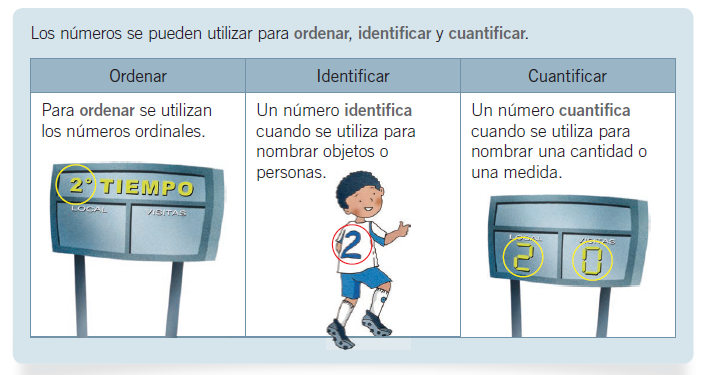 Los números se pueden utilizar para ordenar, identificar y cuantificar.
Ordenar
Para ordenar se utilizan
los números ordinales.
2° TIEMPO
LOCAL
VISITAS
Identificar
Un número identifica
cuando se utiliza para
nombrar objetos o
personas.
2
Cuantificar
Un número cuantifica
cuando se utiliza para
nombrar una cantidad o
una medida.
LOCAL
VISITAS
2
0